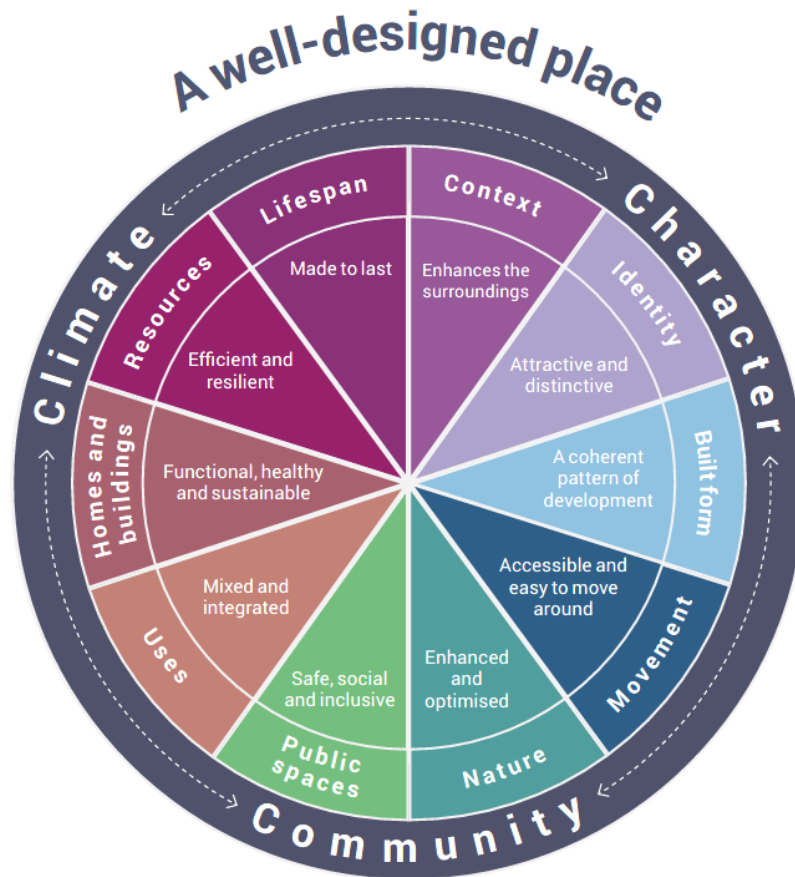 A well-designed place
Climate
Character
Community
Context
Enhances the
surroundings
Identity
Attractive and
distinctive
Built form
A coherent
pattern of
development
Movement
Accessible and
easy to move
around
Nature
Enhanced
and
optimised
Public
spaces
Safe, social
and inclusive
Uses
Mixed and
integrated
Homes and
buildings
Functional, healthy
and sustainable
Resources
Efficient and
resilient
Lifespan
Made to last